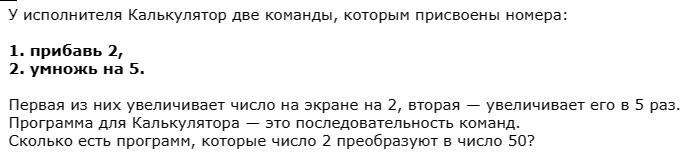 У исполнителя Калькулятор две команды, которым присвоены номера:
1. прибавь 2,
2. умножь на 5.
Первая из них увеличивает число на экране на 2, вторая — увеличивает его в 5 раз.
Программа для Калькулятора — это последовательность команд.
Сколько есть программ, которые число 2 преобразуют в число 50?